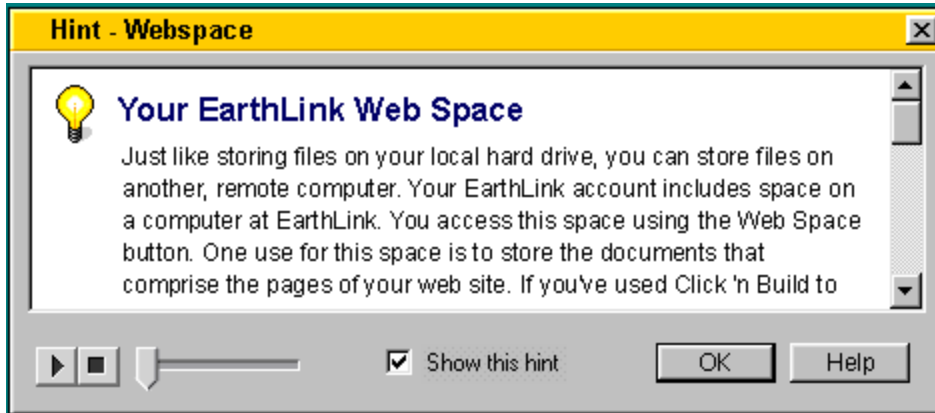 Hint - Webspace
Your EarthLink Web Space
Just like storing files on your local hard drive, you can store files on
another, remote computer. Your EarthLink account includes space on
a computer at EarthLink. You access this space using the Web Space
button. One use for this space is to store the documents that
comprise the pages of your web site. If you've used Click 'n Build to
Show this hint
OK
Help